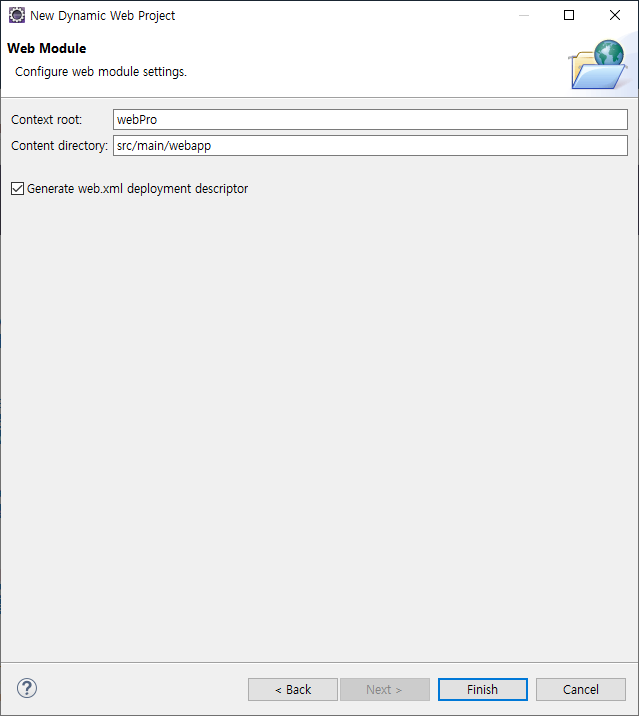 New Dynamic Web Project
Web Module
Configure web module settings.
Context root: webPro
Content directory: src/main/webapp
Generate web.xml deployment descriptor
? < Back Next > Finish Cancel